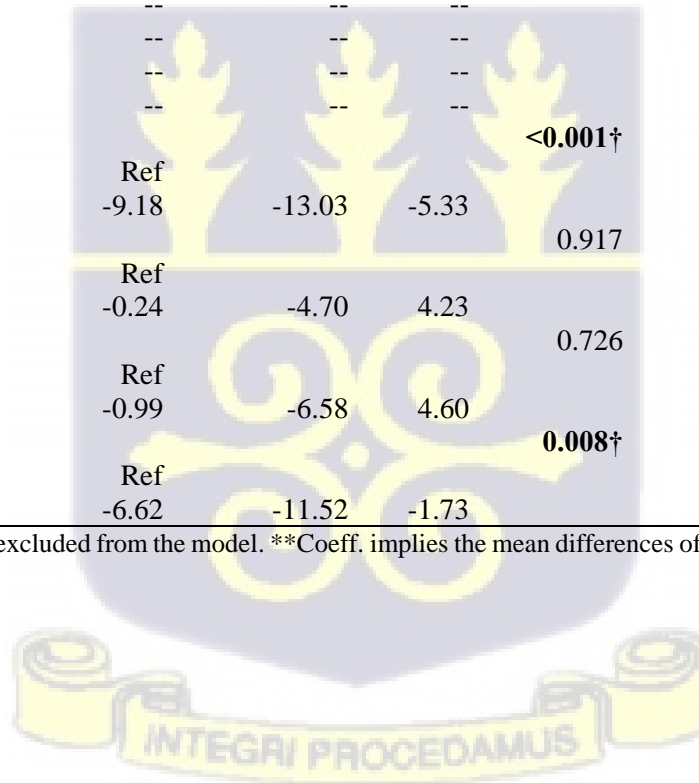 -- -- --
-- -- --
-- -- --
-- -- --
<0.001†
Ref
-9.18 -13.03 -5.33
0.917
Ref
-0.24 -4.70 4.23
0.726
Ref
-0.99 -6.58 4.60
0.008†
Ref
-6.62 -11.52 -1.73
excluded from the model. **Coeff. implies the mean differences of
INTEGRI PROCEDAMUS